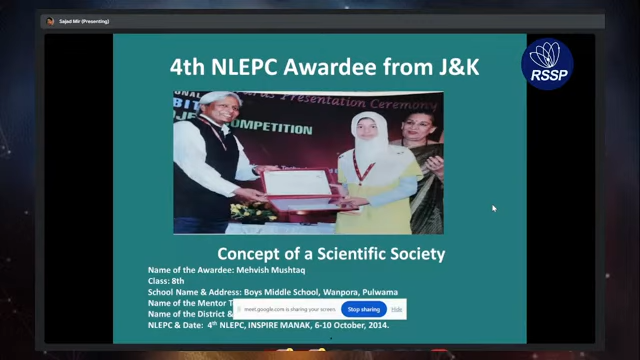 Sajad Mir (Presenting)
4th NLEPC Awardee from J&K
RSSP
Presentation Ceremony
COMPETITION
Concept of a Scientific Society
Name of the Awardee: Mehvish Mushtaq
Class: 8th
School Name & Address: Boys Middle School, Wanpora, Pulwama
Name of the Mentor
Name of the District &
meet.google.com is sharing your screen.
Stop sharing
Hide
NLEPC & Date: 4th NLEPC, INSPIRE MANAK, 6-10 October, 2014.